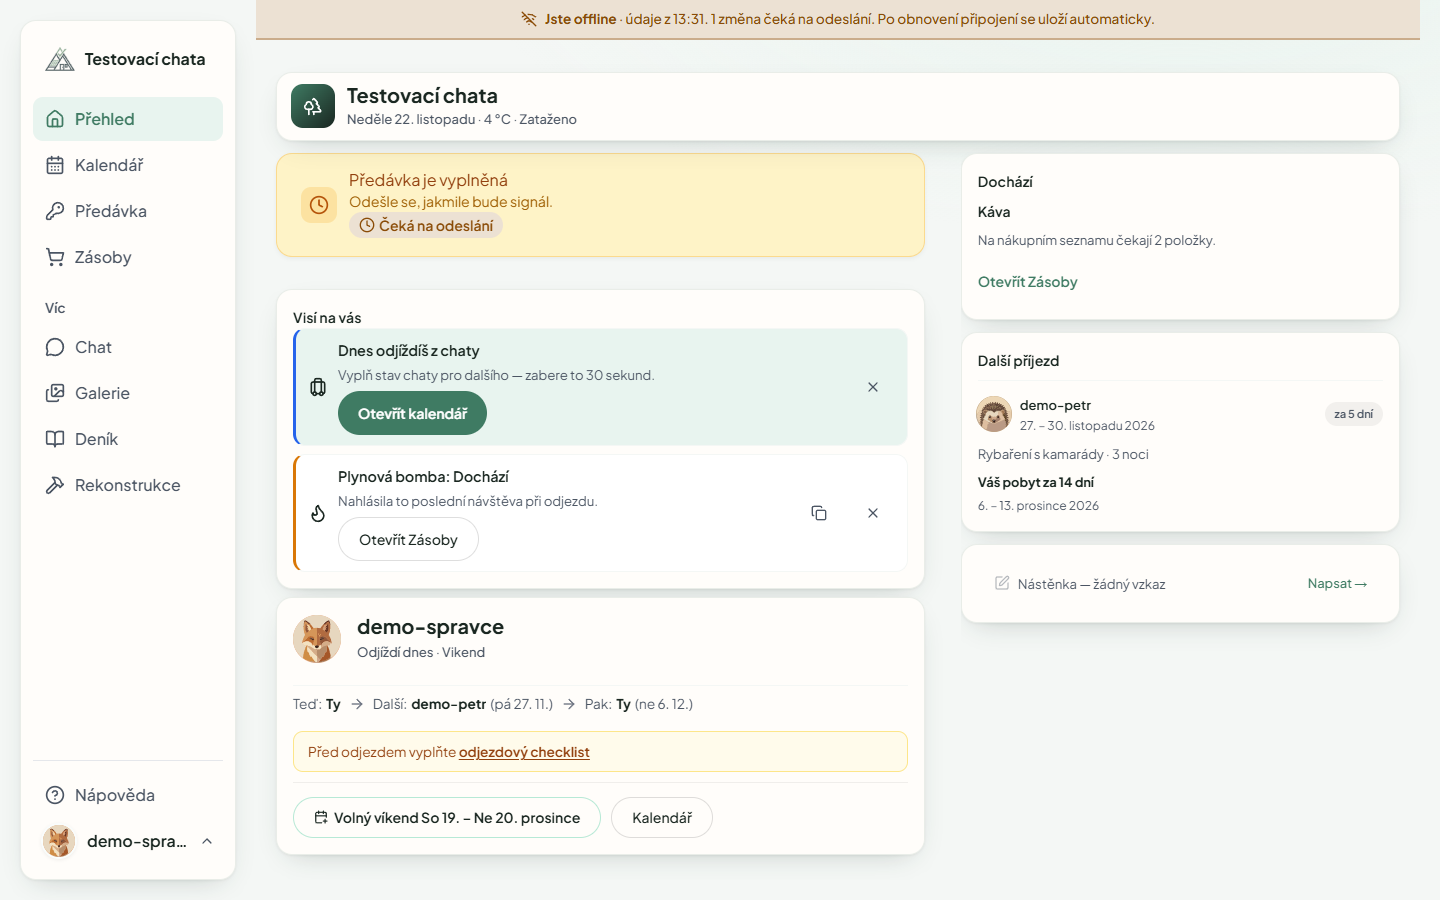 Jste offline · údaje z 13:31. 1 změna čeká na odeslání. Po obnovení připojení se uloží automaticky.
Testovací chata
Přehled
Kalendář
Předávka
Zásoby
Víc
Chat
Galerie
Deník
Rekonstrukce
Nápověda
demo-spra…
Testovací chata
Neděle 22. listopadu · 4 °C · Zataženo
Předávka je vyplněná
Odešle se, jakmile bude signál.
Čeká na odeslání
Visí na vás
Dnes odjíždíš z chaty
Vyplň stav chaty pro dalšího — zabere to 30 sekund.
Otevřít kalendář
Plynová bomba: Dochází
Nahlásila to poslední návštěva při odjezdu.
Otevřít Zásoby
demo-spravce
Odjíždí dnes · Vikend
Teď: Ty → Další: demo-petr (pá 27. 11.) → Pak: Ty (ne 6. 12.)
Před odjezdem vyplňte odjezdový checklist
Volný víkend So 19. – Ne 20. prosince
Kalendář
Dochází
Káva
Na nákupním seznamu čekají 2 položky.
Otevřít Zásoby
Další příjezd
demo-petr
27. – 30. listopadu 2026
za 5 dní
Rybaření s kamarády · 3 noci
Váš pobyt za 14 dní
6. – 13. prosince 2026
Nástěnka — žádný vzkaz
Napsat →